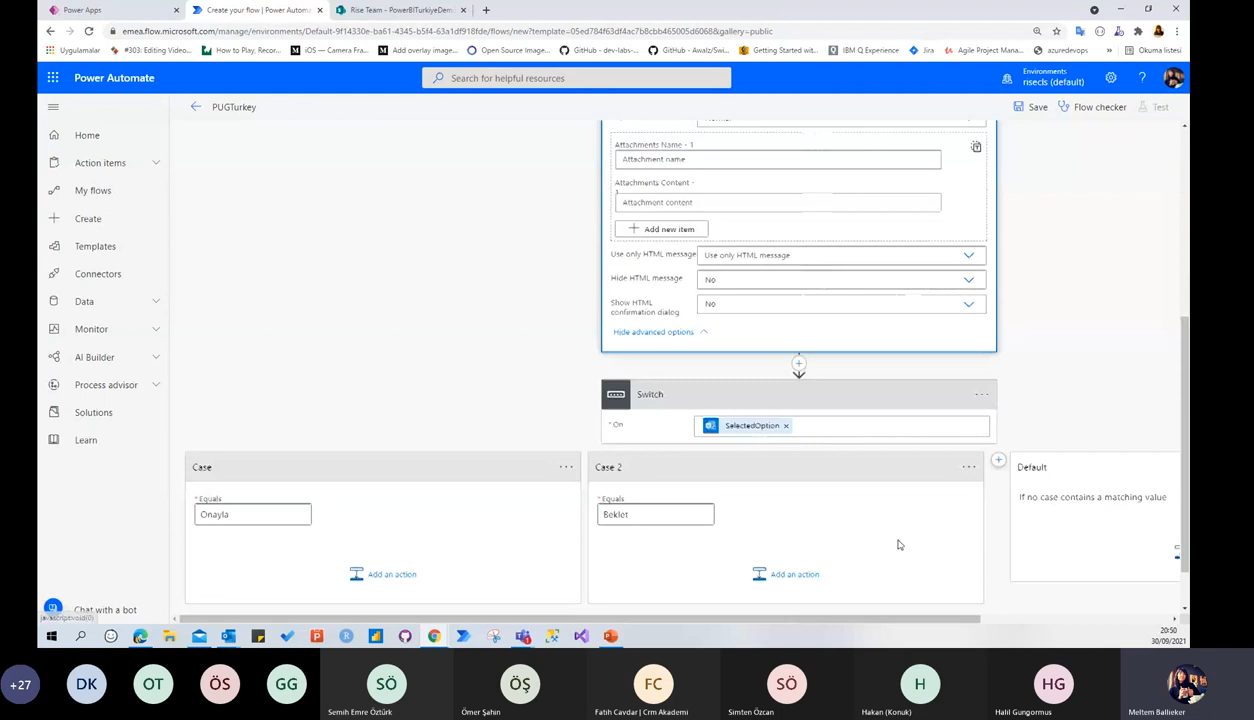 Power Apps
Create your flow | Power Autom
Rise Team - PowerBITurkiyeDem
emea.flow.microsoft.com/manage/environments/Default-9f14330e-ba61-4345-b5f4-63a1df918fde/flows/new?template=05ed784f63df4ac7b8cbb465005d6068&gallery=public
Uygulamalar
#303: Editing Video...
How to Play, Recor...
iOS — Camera Fra...
Add overlay image...
Open Source Image...
GitHub - dev-labs-...
GitHub - Awalz/Swi...
Getting Started wit...
IBM Q Experience
Jira
Agile Project Mana...
azuredevops
»
Okuma listesi
Power Automate
Search for helpful resources
Environments
risecls (default)
PUGTurkey
Save
Flow checker
Test
Home
Action items
My flows
Create
Templates
Connectors
Data
Monitor
AI Builder
Process advisor
Solutions
Learn
Chat with a bot
javascript:void(0)
Normal
Attachments Name - 1
Attachment name
Attachments Content -
1
Attachment content
Add new item
Use only HTML message
Use only HTML message
Hide HTML message
No
Show HTML
confirmation dialog
No
Hide advanced options
Switch
* On
SelectedOption ×
Case
* Equals
Onayla
Add an action
Case 2
* Equals
Beklet
Add an action
Default
If no case contains a matching value
20:50
30/09/2021
+27
DK
OT
ÖS
GG
SÖ
Semih Emre Öztürk
ÖŞ
Ömer Şahin
FC
Fatih Cavdar | Crm Akademi
SÖ
Simten Özcan
H
Hakan (Konuk)
HG
Halil Gungormus
Meltem Ballieker